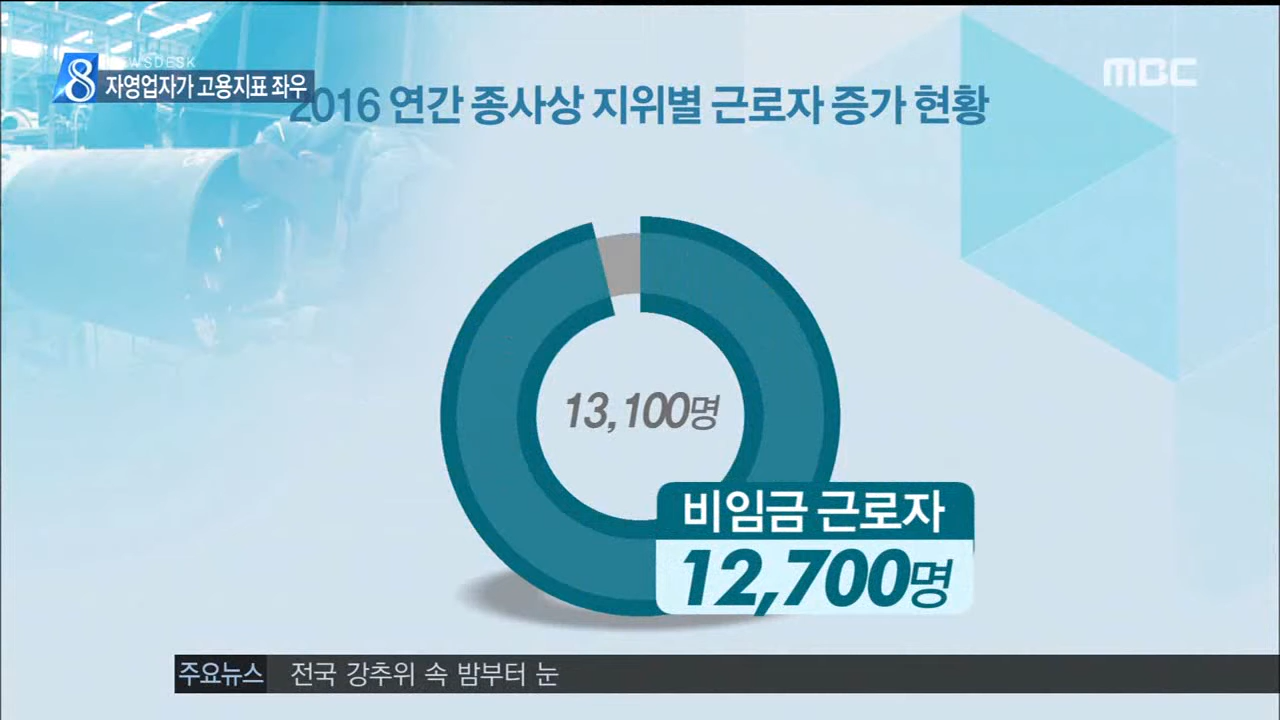 NEWSDESK
8 자영업자가 고용지표 좌우
MBC
2016 연간 종사상 지위별 근로자 증가 현황
13,100명
비임금 근로자
12,700명
주요뉴스 전국 강추위 속 밤부터 눈